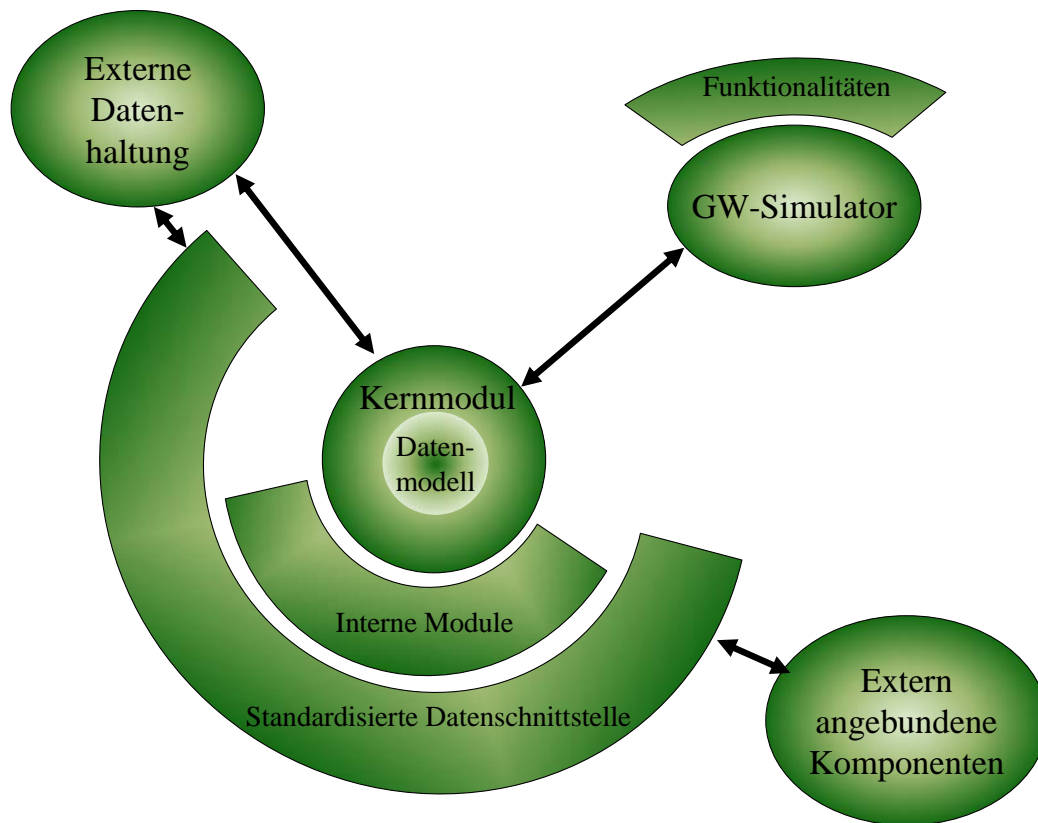 Externe
Daten-
haltung
Funktionalitäten
GW-Simulator
Kernmodul
Daten-
modell
Interne Module
Standardisierte Datenschnittstelle
Extern
angebundene
Komponenten